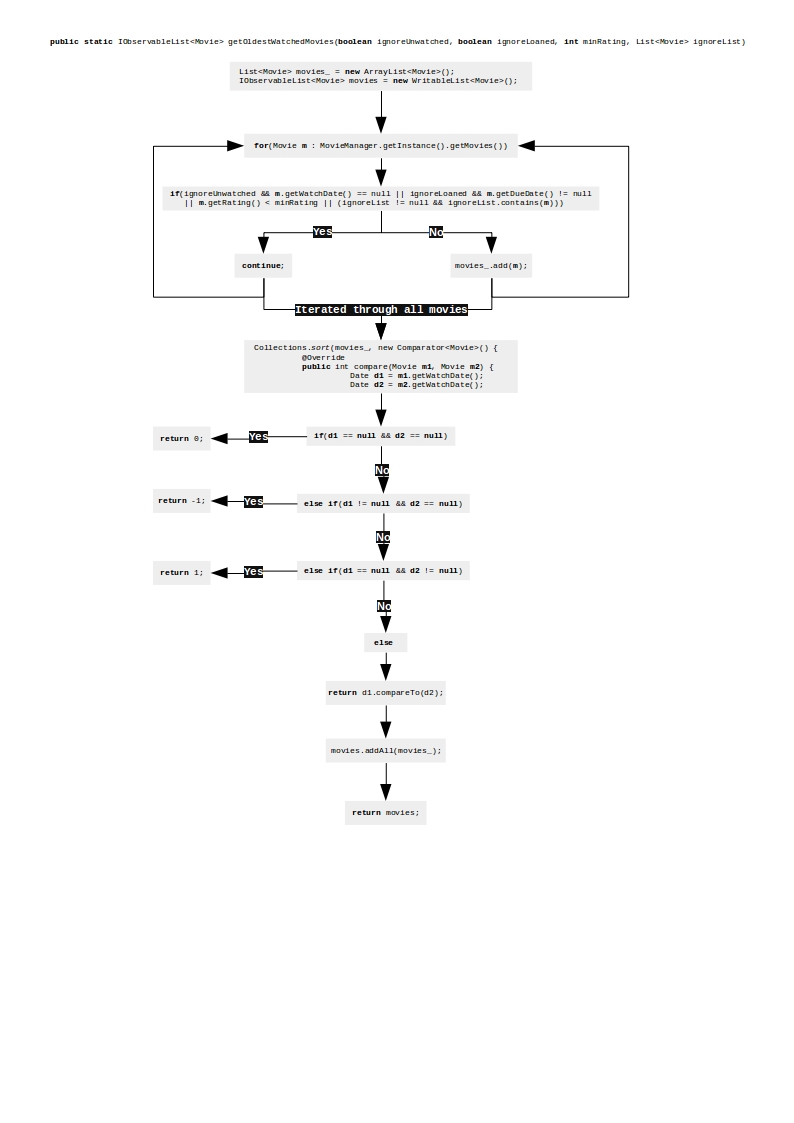 public static IObservableList<Movie> getOldestWatchedMovies(boolean ignoreUnwatched, boolean ignoreLoaned, int minRating, List<Movie> ignoreList)
List<Movie> movies_ = new ArrayList<Movie>();
IObservableList<Movie> movies = new WritableList<Movie>();
for(Movie m : MovieManager.getInstance().getMovies())
if(ignoreUnwatched && m.getWatchDate() == null || ignoreLoaned && m.getDueDate() != null
|| m.getRating() < minRating || (ignoreList != null && ignoreList.contains(m)))
Yes
No
continue;
movies_.add(m);
Iterated through all movies
Collections.sort(movies_, new Comparator<Movie>() {
@Override
public int compare(Movie m1, Movie m2) {
Date d1 = m1.getWatchDate();
Date d2 = m2.getWatchDate();
if(d1 == null && d2 == null)
Yes
return 0;
No
else if(d1 != null && d2 == null)
Yes
return -1;
No
else if(d1 == null && d2 != null)
Yes
return 1;
No
else
return d1.compareTo(d2);
movies.addAll(movies_);
return movies;